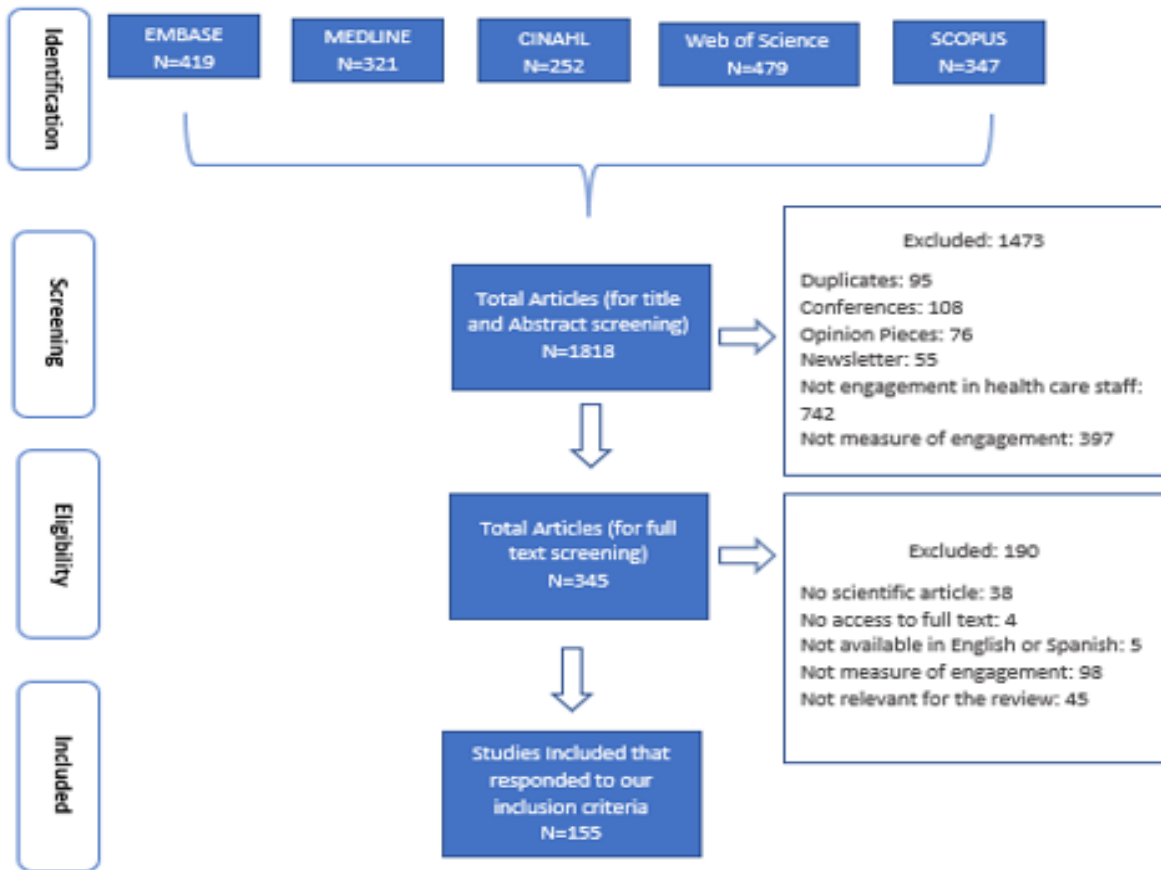 Identification
EMBASE
N=419
MEDLINE
N=321
CINAHL
N=252
Web of Science
N=479
SCOPUS
N=347
Screening
Total Articles (for title
and Abstract screening)
N=1818
Excluded: 1473
Duplicates: 95
Conferences: 108
Opinion Pieces: 76
Newsletter: 55
Not engagement in health care staff:
742
Not measure of engagement: 397
Eligibility
Total Articles (for full
text screening)
N=345
Excluded: 190
No scientific article: 38
No access to full text: 4
Not available in English or Spanish: 5
Not measure of engagement: 98
Not relevant for the review: 45
Included
Studies Included that
responded to our
inclusion criteria
N=155